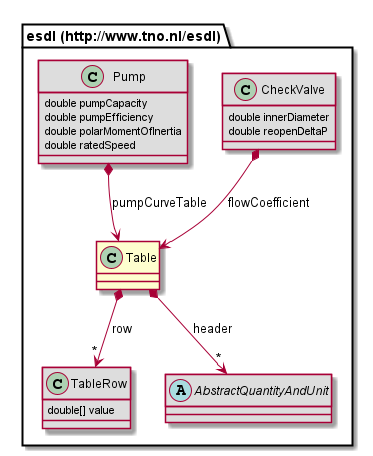 esdl (http://www.tno.nl/esdl)
C Pump
double pumpCapacity
double pumpEfficiency
double polarMomentOfInertia
double ratedSpeed
C CheckValve
double innerDiameter
double reopenDeltaP
pumpCurveTable
flowCoefficient
C Table
row
header
*
*
C TableRow
double[] value
A AbstractQuantityAndUnit